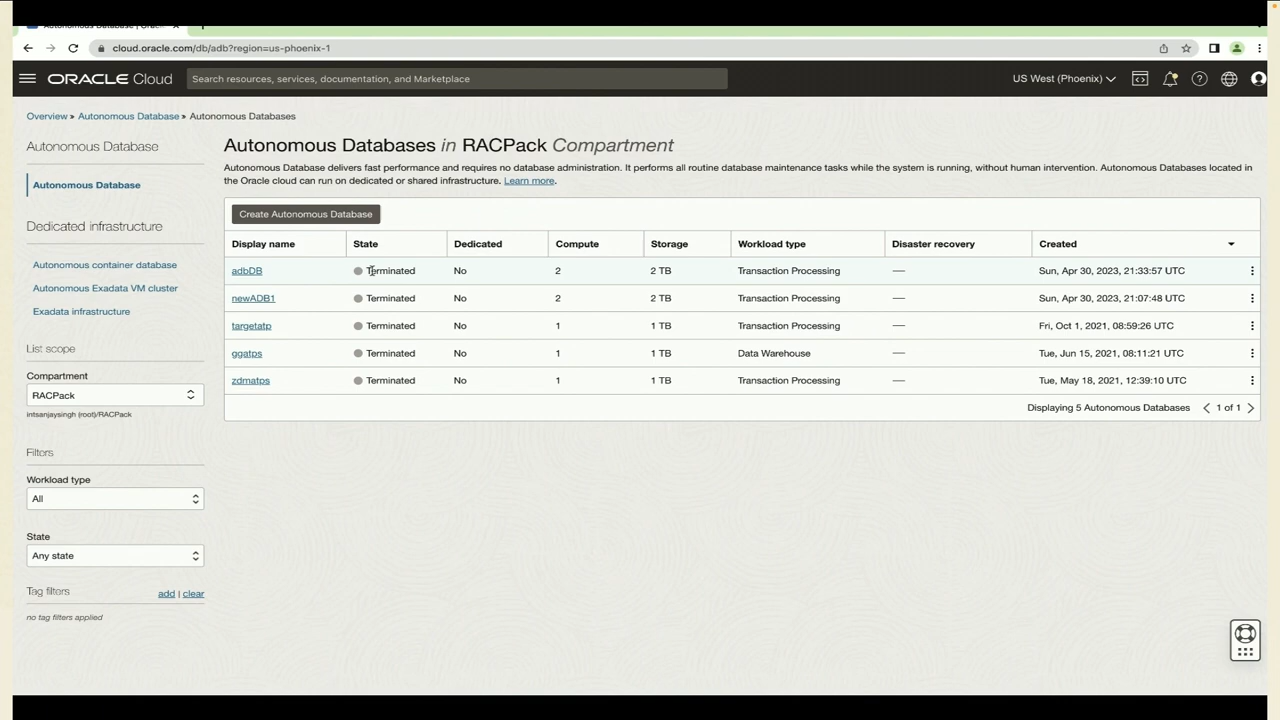 cloud.oracle.com/db/adb?region=us-phoenix-1
ORACLE Cloud
Search resources, services, documentation, and Marketplace
US West (Phoenix)
Overview » Autonomous Database » Autonomous Databases
Autonomous Database
Autonomous Database
Dedicated infrastructure
Autonomous container database
Autonomous Exadata VM cluster
Exadata infrastructure
List scope
Compartment
RACPack
intsanjaysingh (root)/RACPack
Filters
Workload type
All
State
Any state
Tag filters add | clear
no tag filters applied
Autonomous Databases in RACPack Compartment
Autonomous Database delivers fast performance and requires no database administration. It performs all routine database maintenance tasks while the system is running, without human intervention. Autonomous Databases located in
the Oracle cloud can run on dedicated or shared infrastructure. Learn more.
Create Autonomous Database
Display name State Dedicated Compute Storage Workload type Disaster recovery Created
adbDB Terminated No 2 2 TB Transaction Processing — Sun, Apr 30, 2023, 21:33:57 UTC
newADB1 Terminated No 2 2 TB Transaction Processing — Sun, Apr 30, 2023, 21:07:48 UTC
targetatp Terminated No 1 1 TB Transaction Processing — Fri, Oct 1, 2021, 08:59:26 UTC
ggatps Terminated No 1 1 TB Data Warehouse — Tue, Jun 15, 2021, 08:11:21 UTC
zdmatps Terminated No 1 1 TB Transaction Processing — Tue, May 18, 2021, 12:39:10 UTC
Displaying 5 Autonomous Databases < 1 of 1 >